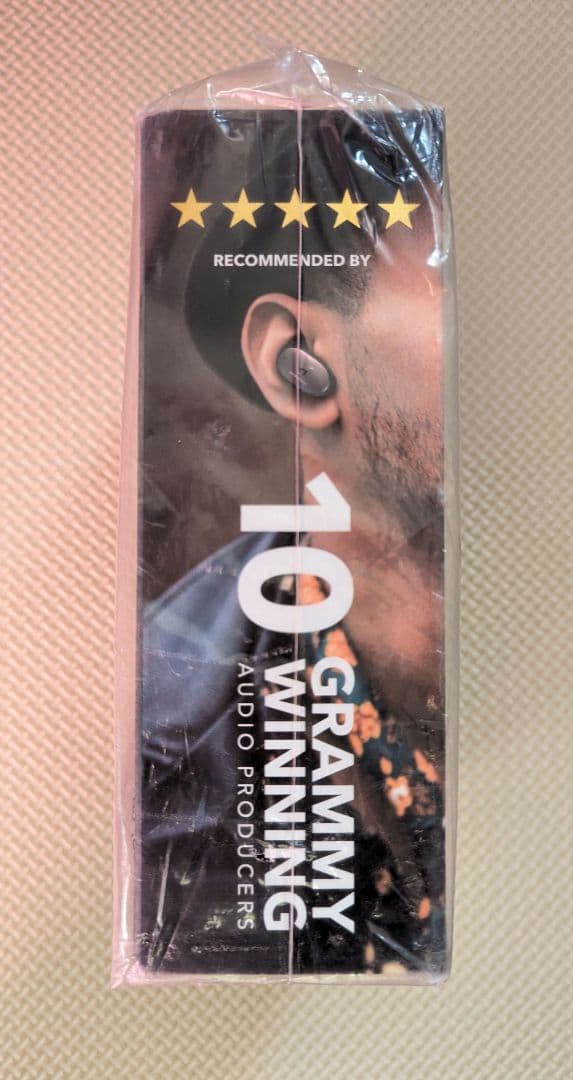 RECOMMENDED BY
10
GRAMMY
WINNING
AUDIO PRODUCERS